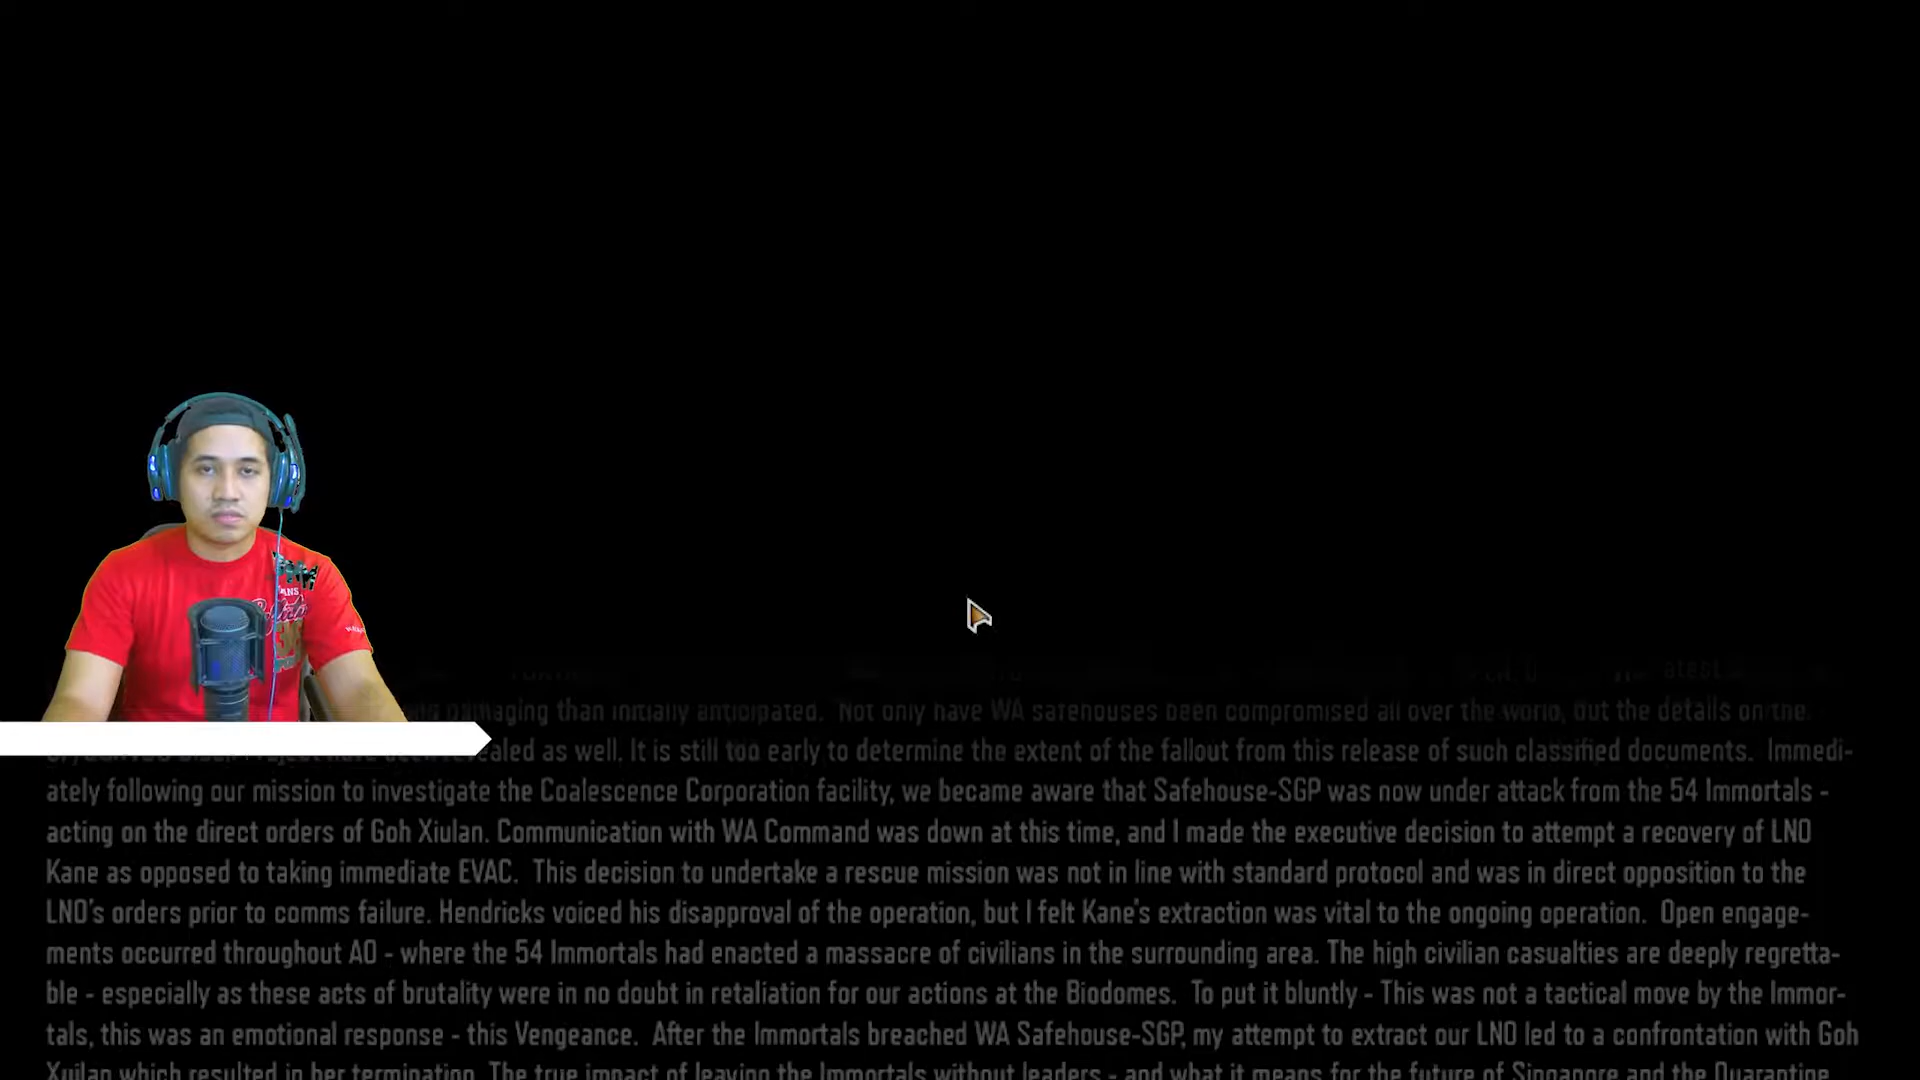 atest
damaging than initially anticipated. Not only have WA safehouses been compromised all over the world, but the details on the
ealed as well. It is still too early to determine the extent of the fallout from this release of such classified documents. Immedi-
ately following our mission to investigate the Coalescence Corporation facility, we became aware that Safehouse-SGP was now under attack from the 54 Immortals -
acting on the direct orders of Goh Xiulan. Communication with WA Command was down at this time, and I made the executive decision to attempt a recovery of LNO
Kane as opposed to taking immediate EVAC. This decision to undertake a rescue mission was not in line with standard protocol and was in direct opposition to the
LNO's orders prior to comms failure. Hendricks voiced his disapproval of the operation, but I felt Kane's extraction was vital to the ongoing operation. Open engage-
ments occurred throughout AO - where the 54 Immortals had enacted a massacre of civilians in the surrounding area. The high civilian casualties are deeply regretta-
ble - especially as these acts of brutality were in no doubt in retaliation for our actions at the Biodomes. To put it bluntly - This was not a tactical move by the Immor-
tals, this was an emotional response - this Vengeance. After the Immortals breached WA Safehouse-SGP, my attempt to extract our LNO led to a confrontation with Goh
Xiulan which resulted in her termination. The true impact of leaving the Immortals without leaders - and what it means for the future of Singapore and the Quarantine